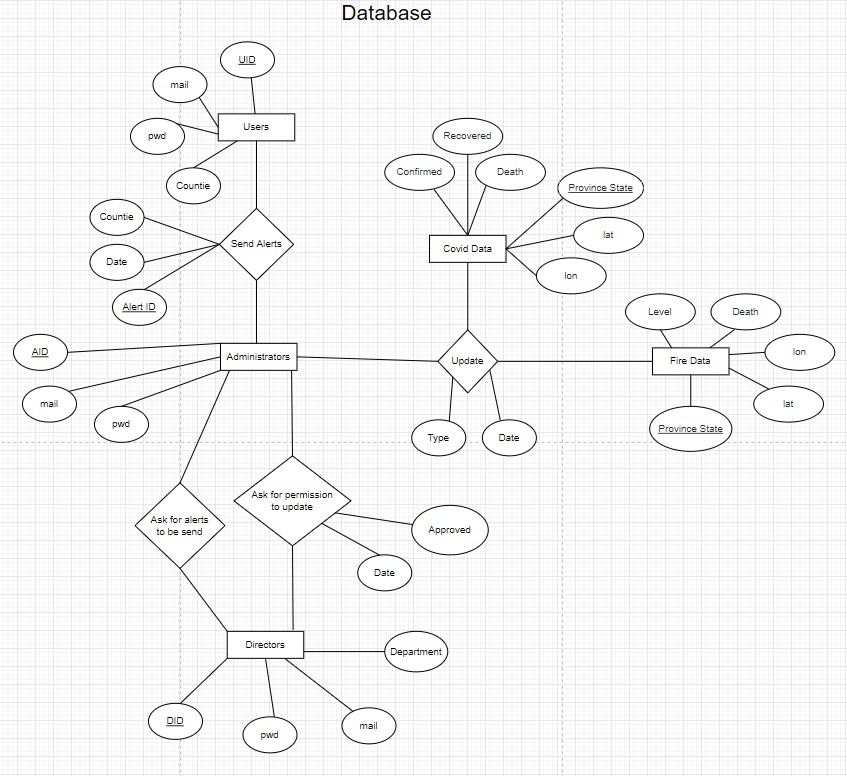 Database
UID
mail
Users
pwd
Countie
Recovered
Confirmed
Death
Province State
Countie
Send Alerts
lat
Covid Data
Date
lon
Alert ID
Level
Death
AID
Administrators
Update
Fire Data
lon
mail
lat
pwd
Type
Date
Province State
Ask for permission
to update
Ask for alerts
to be send
Approved
Date
Directors
Department
DID
pwd
mail